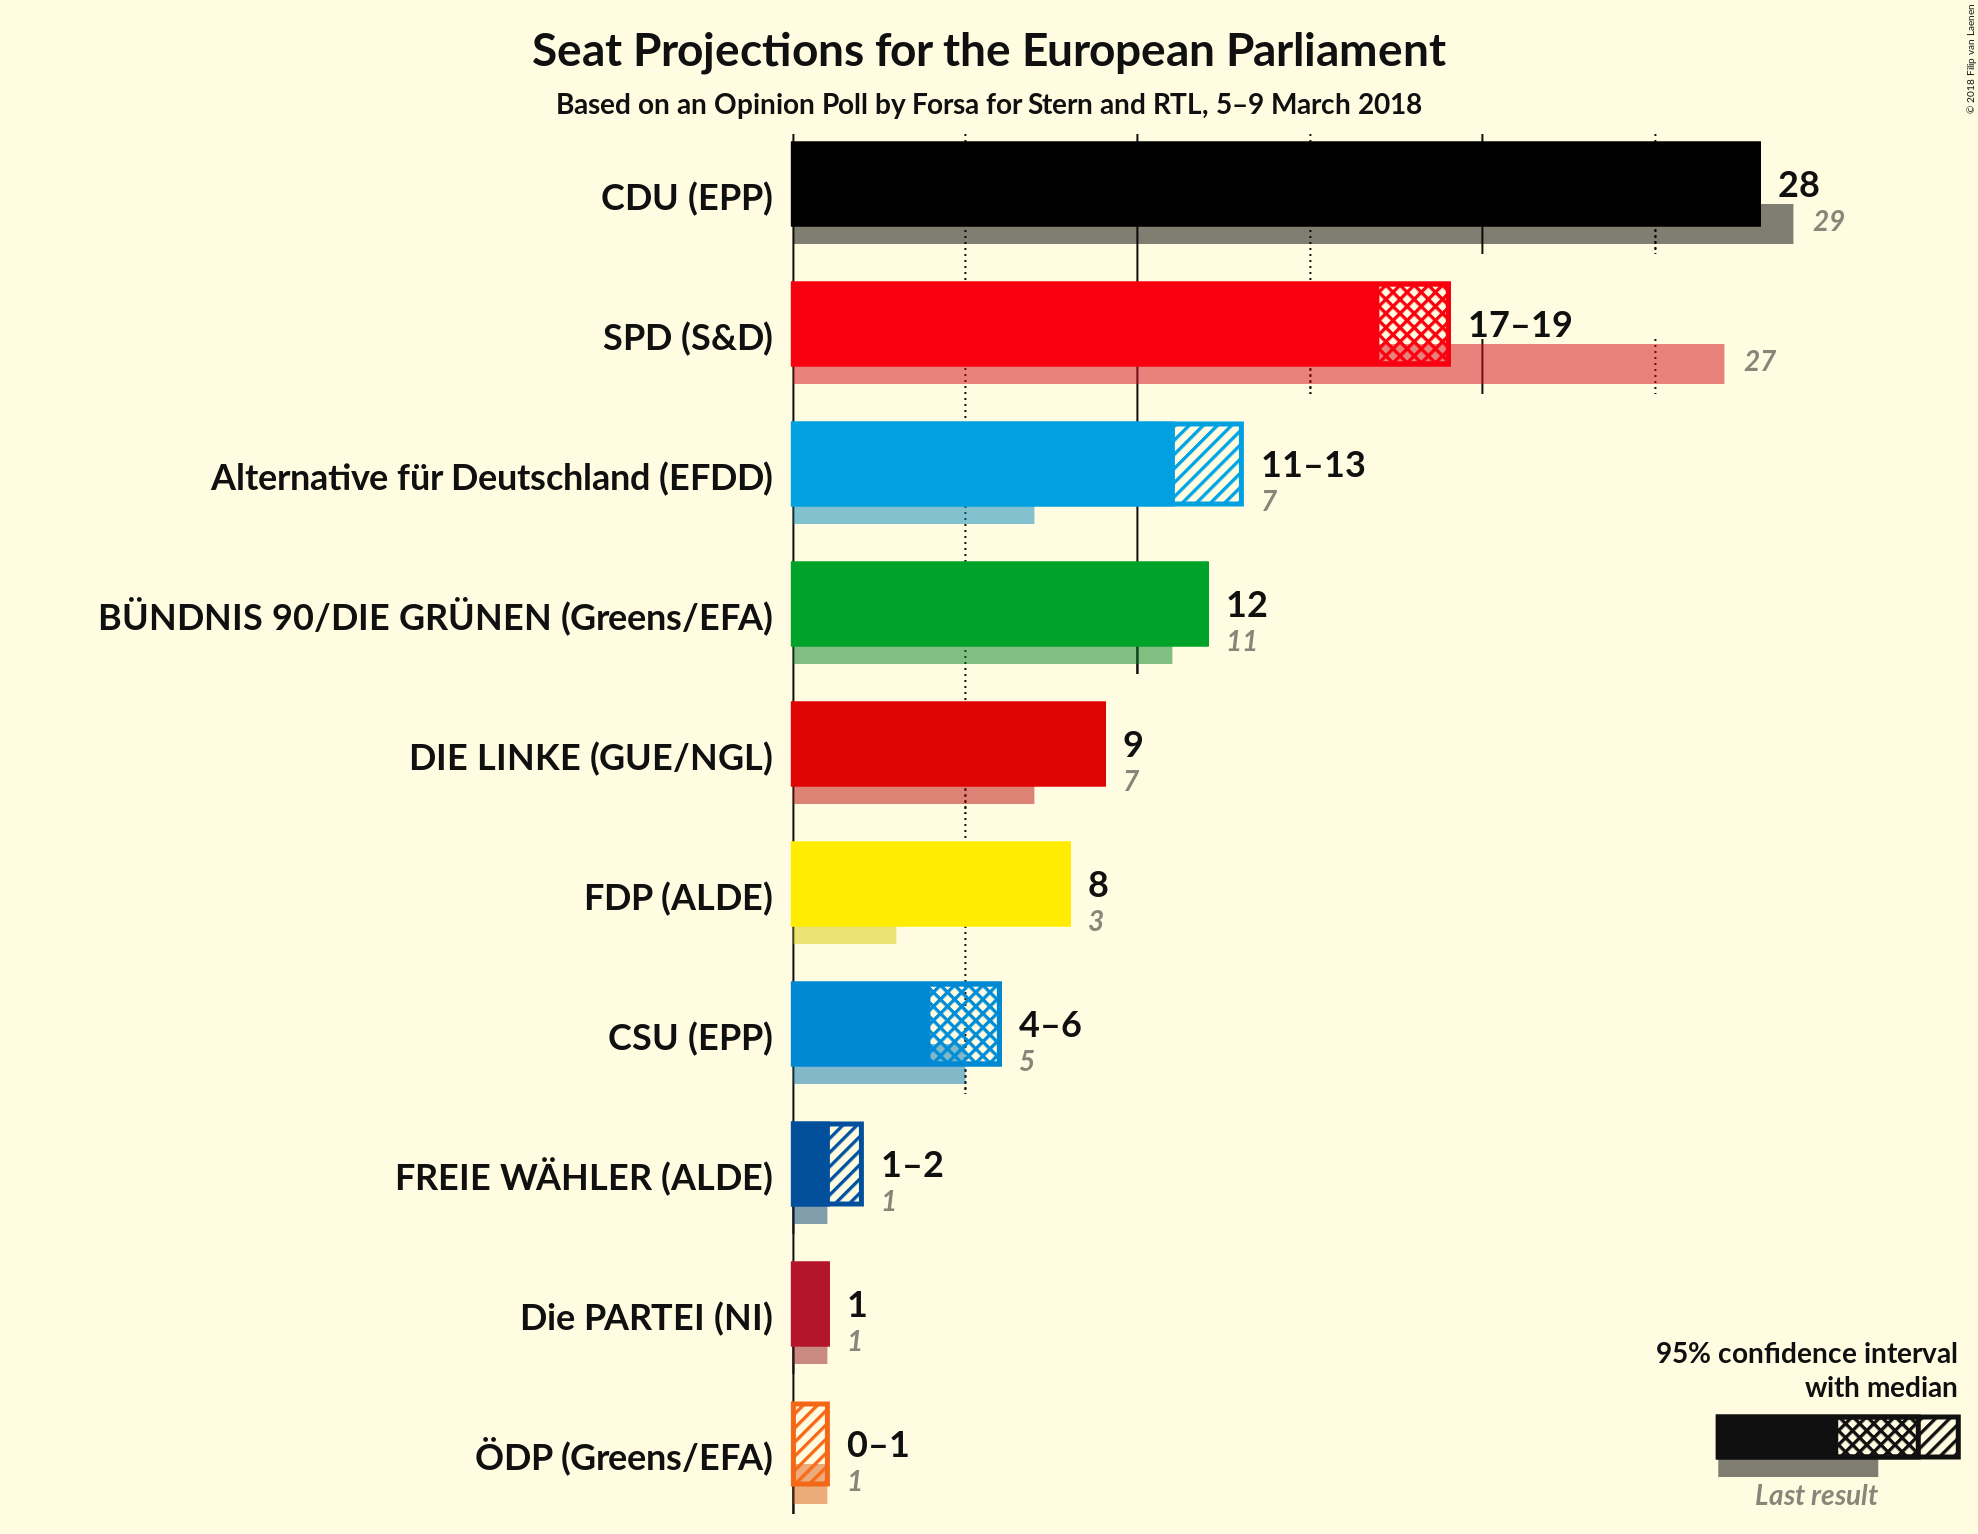 Seat Projections for the European Parliament
Based on an Opinion Poll by Forsa for Stern and RTL, 5–9 March 2018
© 2018 Filip van Laenen
CDU (EPP)
28
29
SPD (S&D)
17–19
27
Alternative für Deutschland (EFDD)
11–13
7
BÜNDNIS 90/DIE GRÜNEN (Greens/EFA)
12
11
DIE LINKE (GUE/NGL)
9
7
FDP (ALDE)
8
3
CSU (EPP)
4–6
5
FREIE WÄHLER (ALDE)
1–2
1
Die PARTEI (NI)
1
1
ÖDP (Greens/EFA)
0–1
1
95% confidence interval
with median
Last result